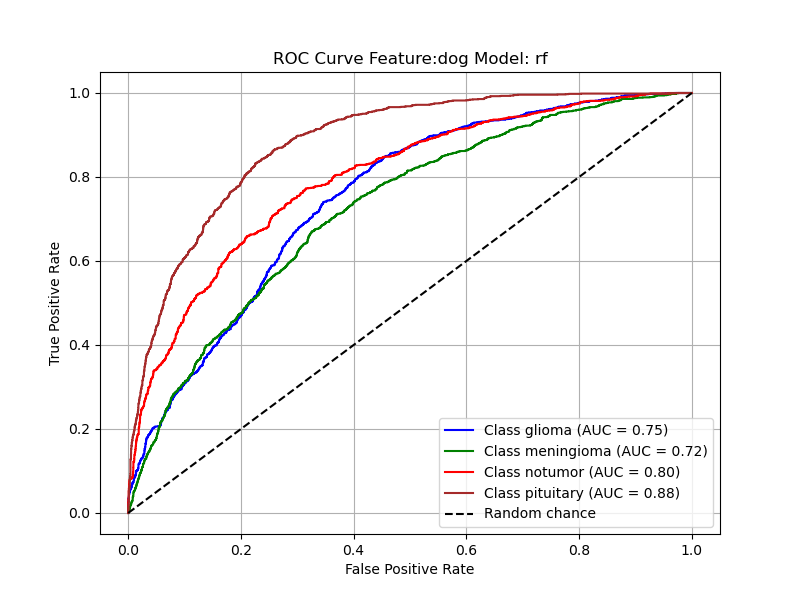 ROC Curve Feature:dog Model: rf
True Positive Rate
1.0
0.8
0.6
0.4
0.2
0.0
Class glioma (AUC = 0.75)
Class meningioma (AUC = 0.72)
Class notumor (AUC = 0.80)
Class pituitary (AUC = 0.88)
Random chance
0.0 0.2 0.4 0.6 0.8 1.0
False Positive Rate